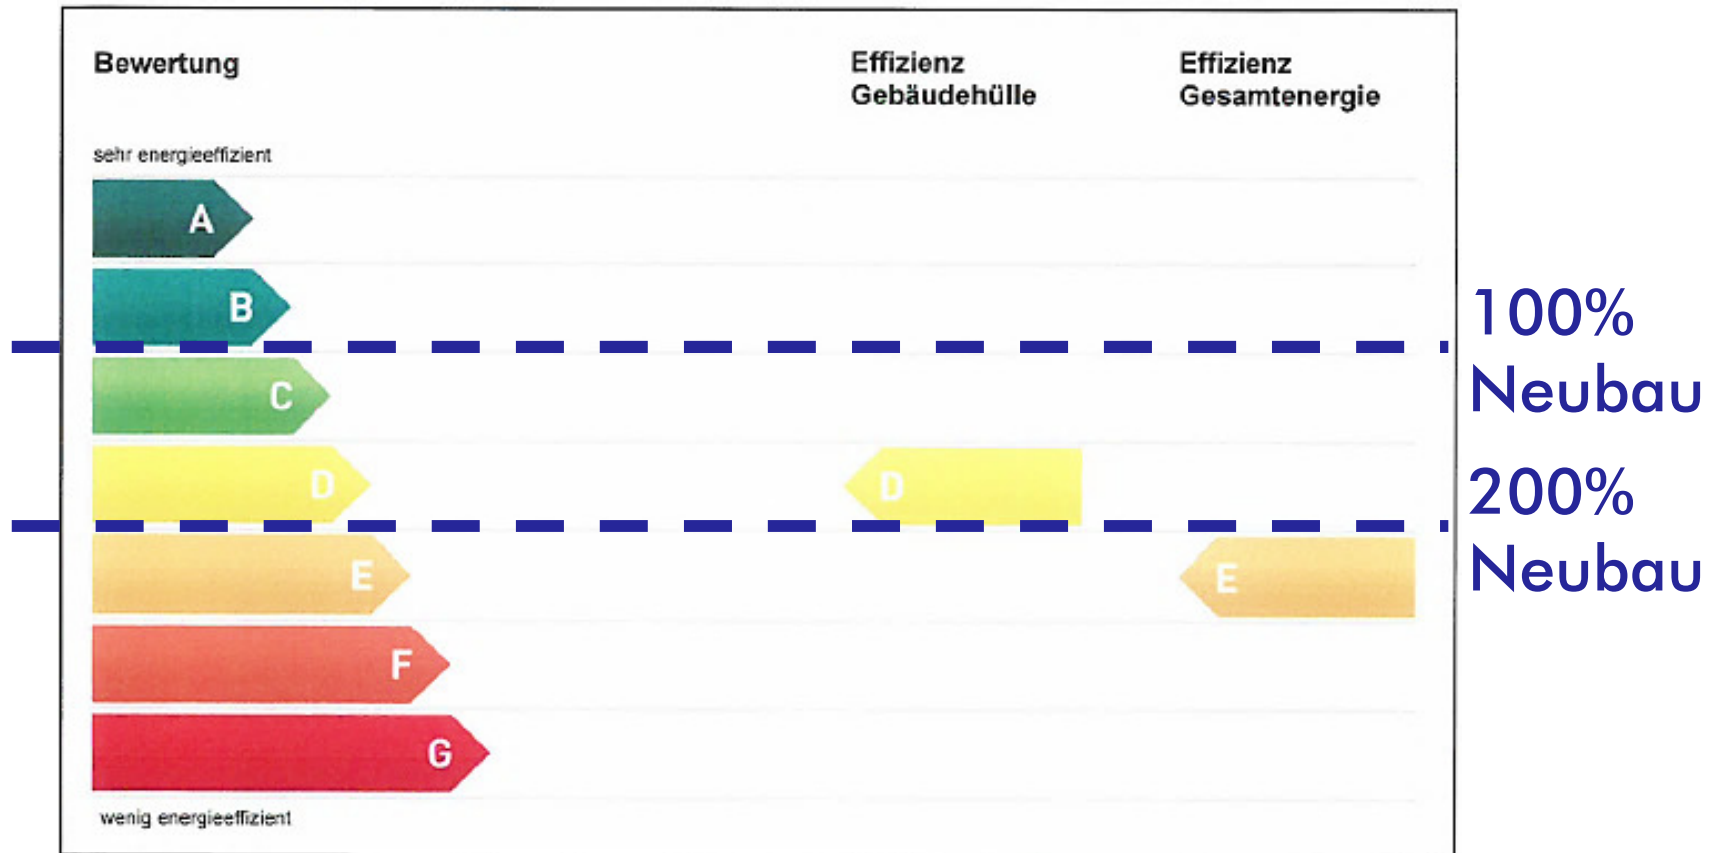 Bewertung
Effizienz
Gebäudehülle
Effizienz
Gesamtenergie
sehr energieeffizient
A
B
100%
Neubau
C
D
D
200%
Neubau
E
E
F
G
wenig energieeffizient